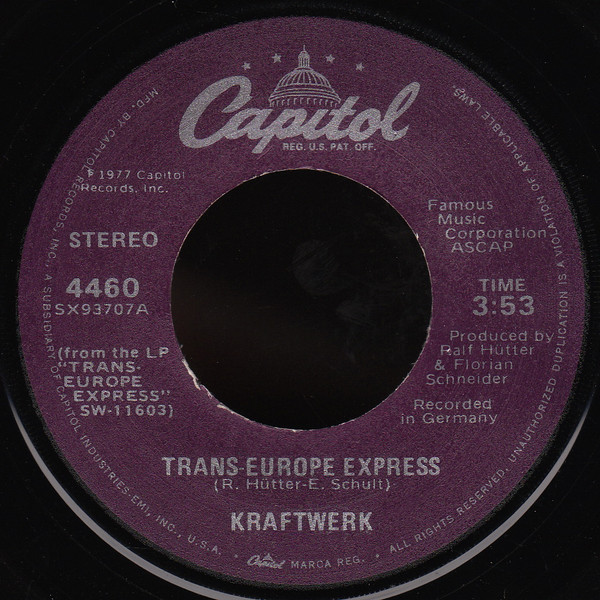 Capitol
REG. U.S. PAT. OFF.
℗ 1977 Capitol
Records, Inc.
STEREO
4460
SX93707A
(from the LP
"TRANS-
EUROPE
EXPRESS"
SW-11603)
Famous
Music
Corporation
ASCAP
TIME
3:53
Produced by
Ralf Hütter
& Florian
Schneider
Recorded
in Germany
TRANS-EUROPE EXPRESS
(R. Hütter-E. Schult)
KRAFTWERK
MFD. BY CAPITOL RECORDS, INC., A SUBSIDIARY OF CAPITOL INDUSTRIES-EMI, INC., U.S.A. • Capitol MARCA REG. • ALL RIGHTS RESERVED. UNAUTHORIZED DUPLICATION IS A VIOLATION OF APPLICABLE LAWS.